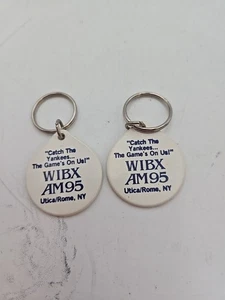 "Catch The
Yankees...
The Game's On Us!"
WIBX
AM95
Utica/Rome, NY
"Catch The
Yankees...
The Game's On Us!"
WIBX
AM95
Utica/Rome, NY